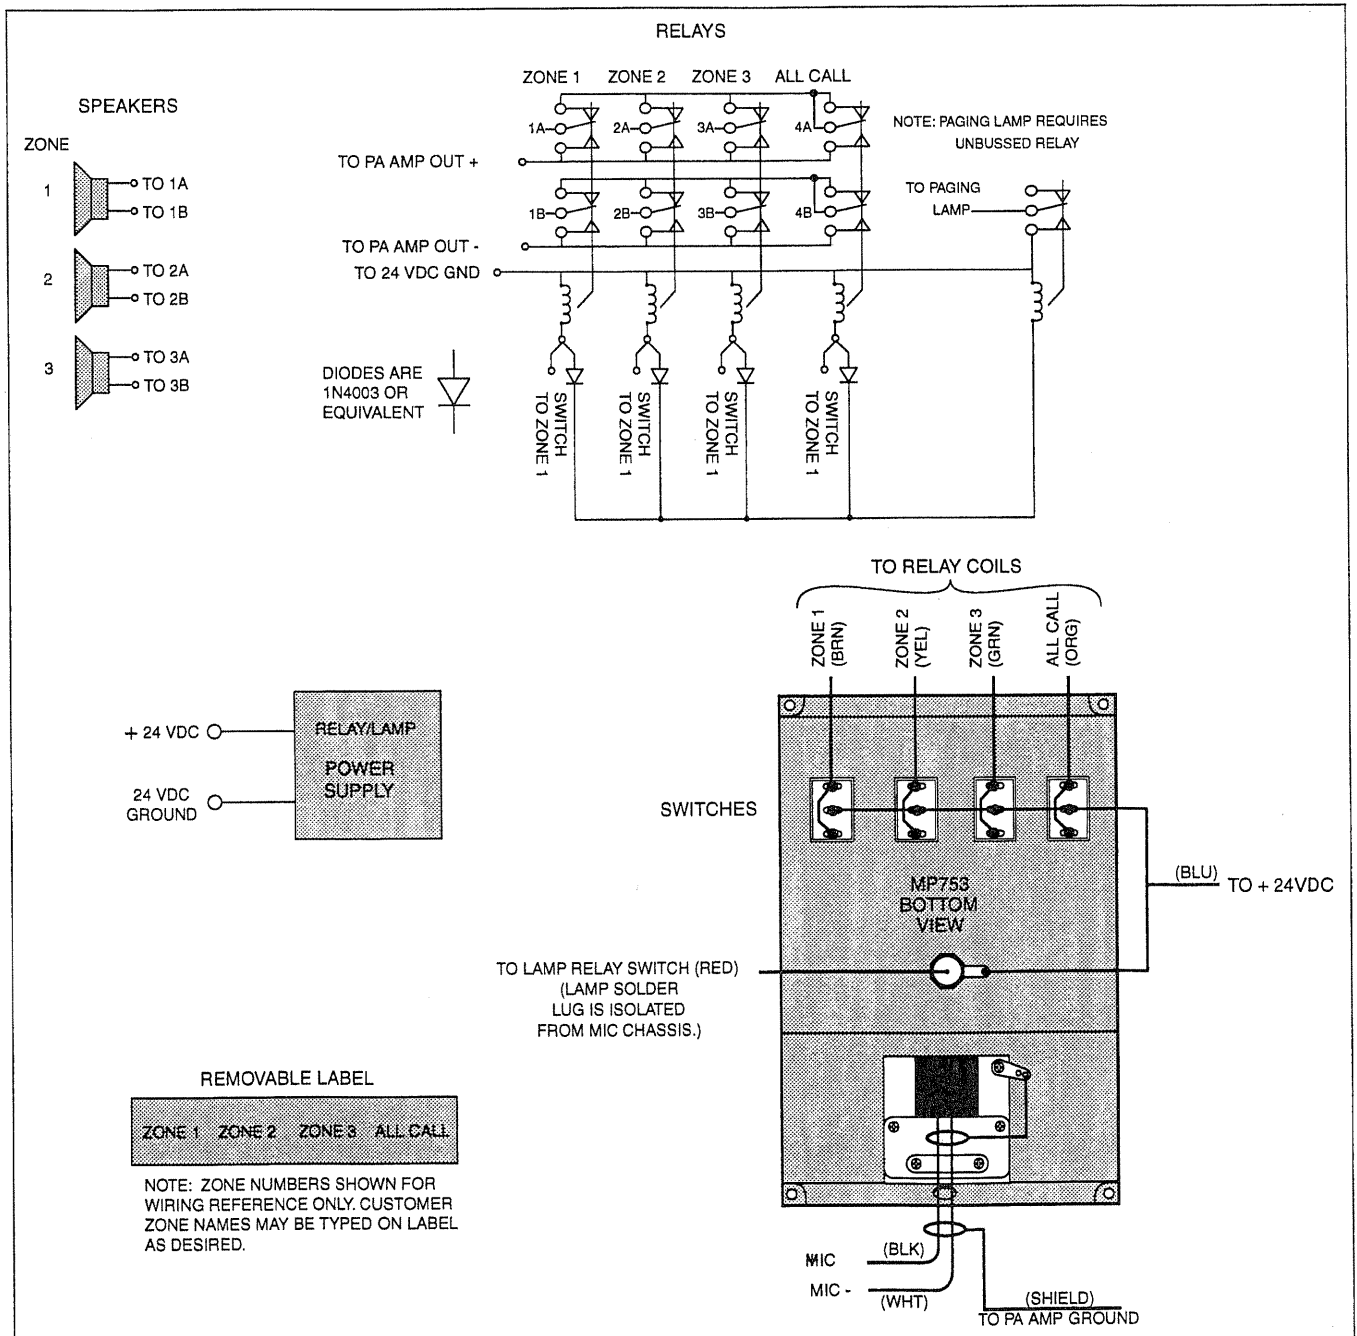 RELAYS
ZONE 1 ZONE 2 ZONE 3 ALL CALL
SPEAKERS
ZONE
1
TO 1A
TO 1B
2
TO 2A
TO 2B
3
TO 3A
TO 3B
1A
2A
3A
4A
TO PA AMP OUT +
1B
2B
3B
4B
TO PA AMP OUT -
TO 24 VDC GND
NOTE: PAGING LAMP REQUIRES
UNBUSSED RELAY
TO PAGING
LAMP
DIODES ARE
1N4003 OR
EQUIVALENT
SWITCH
TO ZONE 1
SWITCH
TO ZONE 1
SWITCH
TO ZONE 1
SWITCH
TO ZONE 1
TO RELAY COILS
ZONE 1
(BRN)
ZONE 2
(YEL)
ZONE 3
(GRN)
ALL CALL
(ORG)
+ 24 VDC
24 VDC
GROUND
RELAY/LAMP
POWER
SUPPLY
SWITCHES
MP753
BOTTOM
VIEW
(BLU)
TO + 24VDC
TO LAMP RELAY SWITCH (RED)
(LAMP SOLDER
LUG IS ISOLATED
FROM MIC CHASSIS.)
REMOVABLE LABEL
ZONE 1 ZONE 2 ZONE 3 ALL CALL
NOTE: ZONE NUMBERS SHOWN FOR
WIRING REFERENCE ONLY. CUSTOMER
ZONE NAMES MAY BE TYPED ON LABEL
AS DESIRED.
MIC
(BLK)
MIC -
(WHT)
(SHIELD)
TO PA AMP GROUND